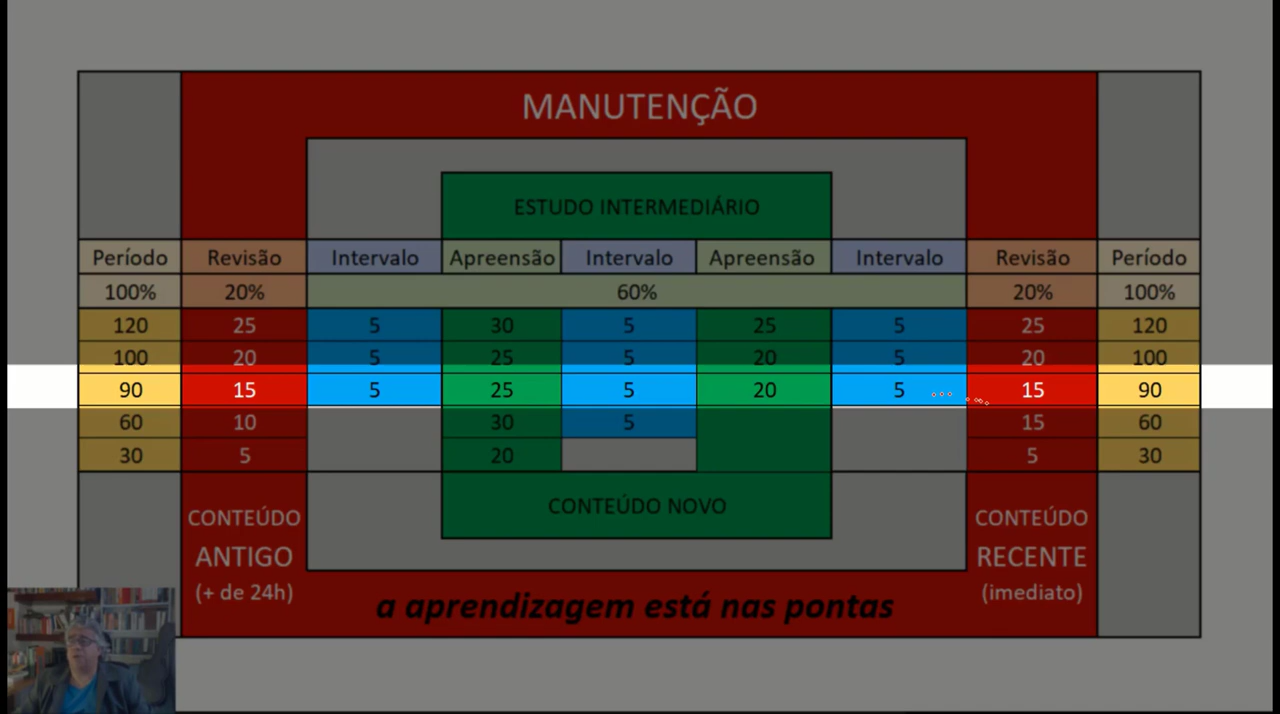 MANUTENÇÃO
ESTUDO INTERMEDIÁRIO
Período Revisão Intervalo Apreensão Intervalo Apreensão Intervalo Revisão Período
100% 20% 60% 20% 100%
120 25 5 30 5 25 5 25 120
100 20 5 25 5 20 5 20 100
90 15 5 25 5 20 5 15 90
60 10 30 5 15 60
30 5 20 5 30
CONTEÚDO NOVO
CONTEÚDO
ANTIGO
(+ de 24h)
CONTEÚDO
RECENTE
(imediato)
a aprendizagem está nas pontas